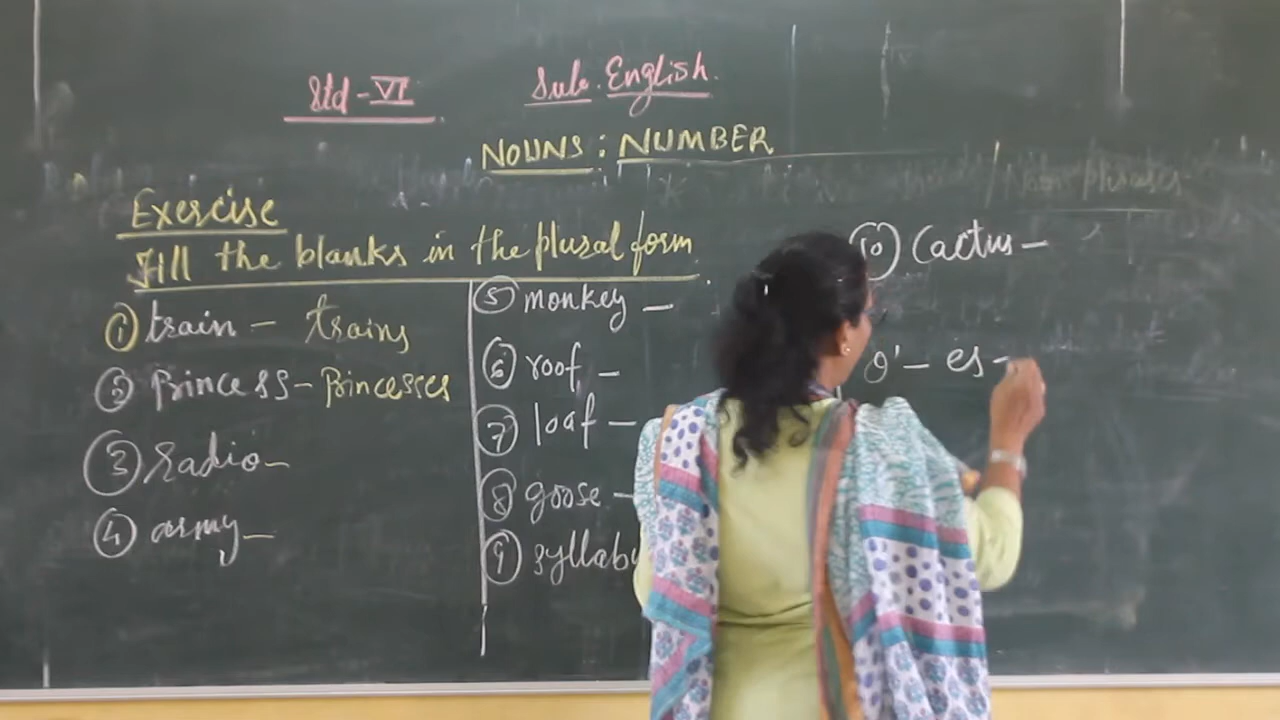 Std - VI
Sub. English.
NOUNS : NUMBER
Exercise
Fill the blanks in the plural form.
① train - trains
② Princess - Princesses
③ radio -
④ army -
⑤ monkey -
⑥ roof -
⑦ loaf -
⑧ goose -
⑨ syllabu
⑩ Cactus -
o' - es -